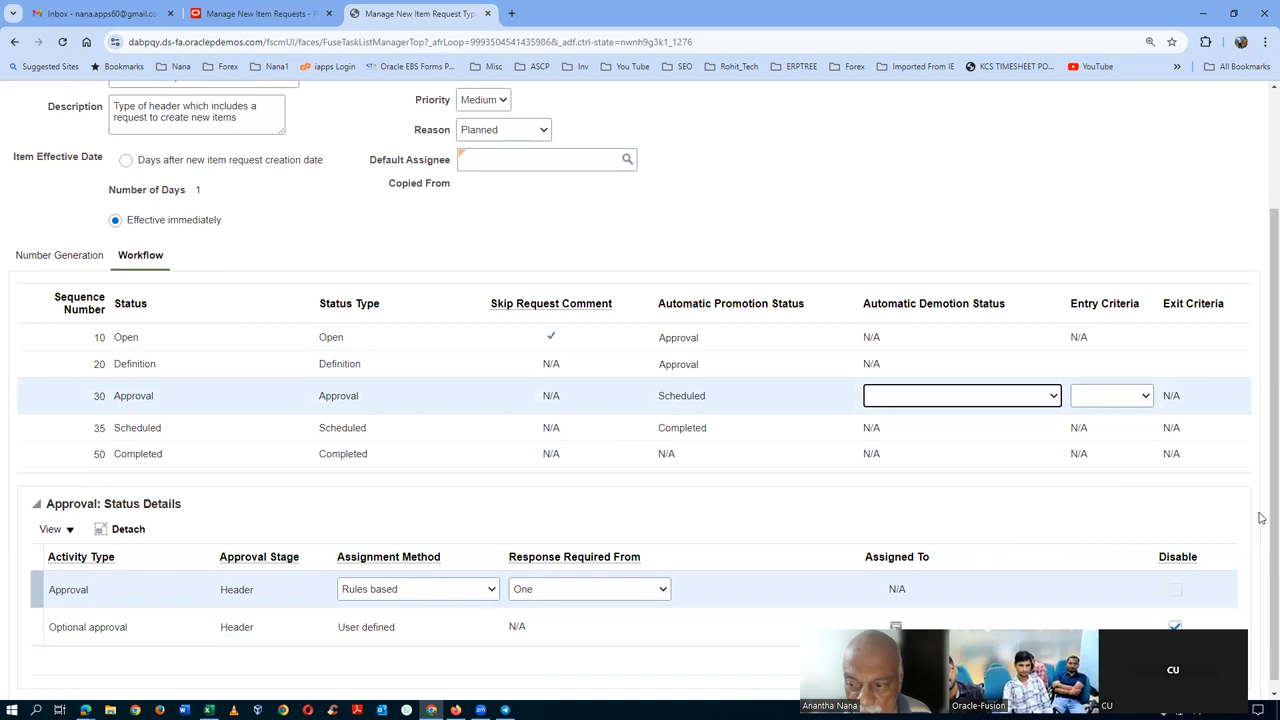 Inbox - nana.apps60@gmail.com
Manage New Item Requests - P
Manage New Item Request Typ
dabpqy.ds-fa.oraclepdemos.com/fscmUI/faces/FuseTaskListManagerTop?_afrLoop=9993504541435986&_adf.ctrl-state=nwnh9g3k1_1276
Suggested Sites Bookmarks Nana Forex Nana1 iapps Login Oracle EBS Forms P... Misc ASCP Inv You Tube SEO Rohit_Tech ERPTREE Forex Imported From IE KCS TIMESHEET PO... YouTube » All Bookmarks
Description Type of header which includes a
request to create new items
Priority Medium
Reason Planned
Item Effective Date Days after new item request creation date
Default Assignee
Number of Days 1
Copied From
Effective immediately
Number Generation Workflow
Sequence Number Status Status Type Skip Request Comment Automatic Promotion Status Automatic Demotion Status Entry Criteria Exit Criteria
10 Open Open Approval N/A N/A
20 Definition Definition N/A Approval N/A
30 Approval Approval N/A Scheduled N/A
35 Scheduled Scheduled N/A Completed N/A N/A N/A
50 Completed Completed N/A N/A N/A N/A N/A
Approval: Status Details
View Detach
Activity Type Approval Stage Assignment Method Response Required From Assigned To Disable
Approval Header Rules based One N/A
Optional approval Header User defined N/A
CU
Anantha Nana Oracle-Fusion CU